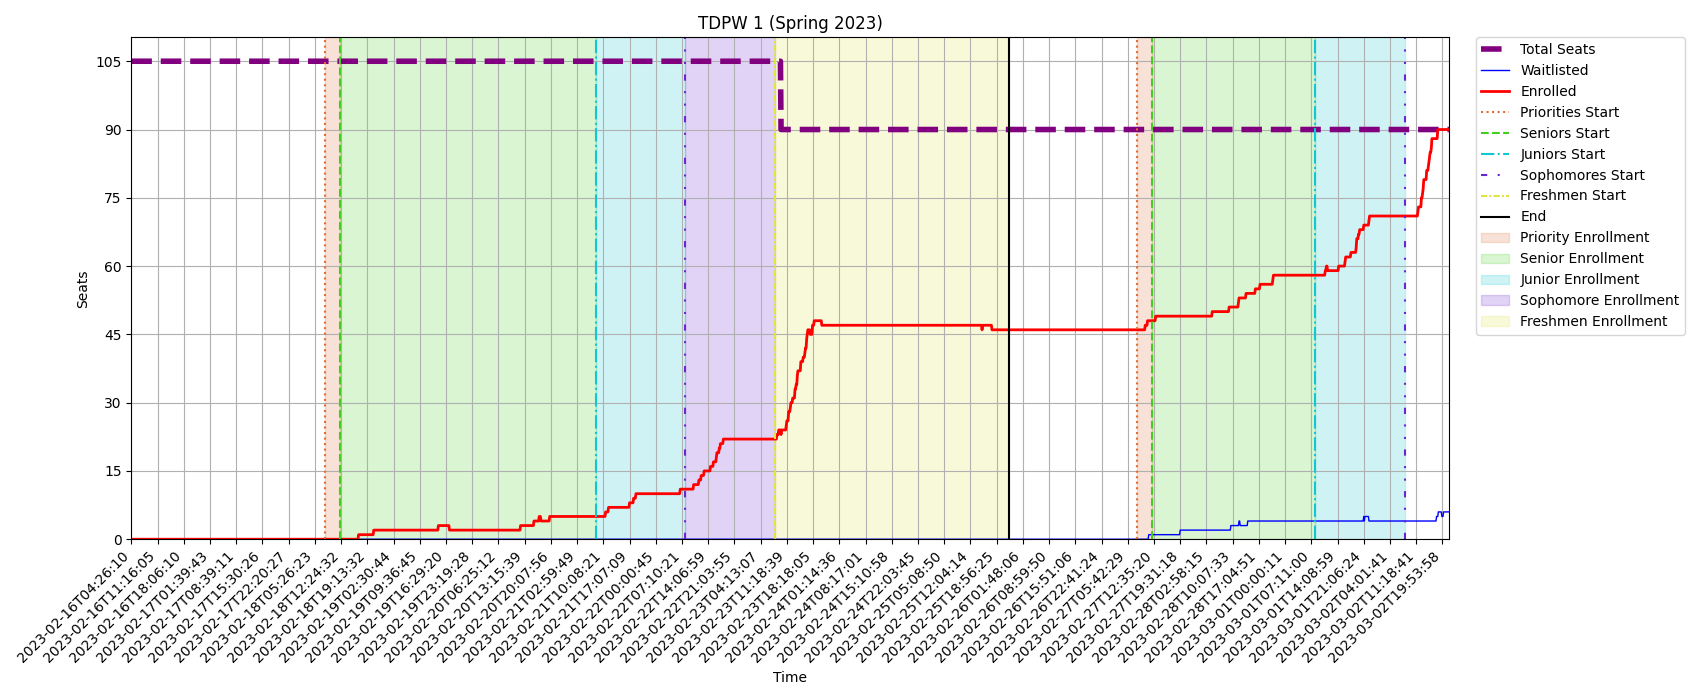 TDPW 1 (Spring 2023)
Seats
105
90
75
60
45
30
15
0
2023-02-16T04:26:10
2023-02-16T11:16:05
2023-02-16T18:06:10
2023-02-17T01:39:43
2023-02-17T08:39:11
2023-02-17T15:30:26
2023-02-17T22:20:27
2023-02-18T05:26:23
2023-02-18T12:24:32
2023-02-18T19:13:32
2023-02-19T02:30:44
2023-02-19T09:36:45
2023-02-19T16:29:20
2023-02-19T23:19:28
2023-02-20T06:25:12
2023-02-20T13:15:39
2023-02-20T20:07:56
2023-02-21T02:59:49
2023-02-21T10:08:21
2023-02-21T17:07:09
2023-02-22T00:00:45
2023-02-22T07:10:21
2023-02-22T14:06:59
2023-02-22T21:03:55
2023-02-23T04:13:07
2023-02-23T11:18:39
2023-02-23T18:18:05
2023-02-24T01:14:36
2023-02-24T08:17:01
2023-02-24T15:10:58
2023-02-24T22:03:45
2023-02-25T05:08:50
2023-02-25T12:04:14
2023-02-25T18:56:25
2023-02-26T01:48:06
2023-02-26T08:59:50
2023-02-26T15:51:06
2023-02-26T22:41:24
2023-02-27T05:42:29
2023-02-27T12:35:20
2023-02-27T19:31:18
2023-02-28T02:58:15
2023-02-28T10:07:33
2023-02-28T17:04:51
2023-03-01T00:00:11
2023-03-01T07:11:00
2023-03-01T14:08:59
2023-03-01T21:06:24
2023-03-02T04:01:41
2023-03-02T11:18:41
2023-03-02T19:53:58
Time
Total Seats
Waitlisted
Enrolled
Priorities Start
Seniors Start
Juniors Start
Sophomores Start
Freshmen Start
End
Priority Enrollment
Senior Enrollment
Junior Enrollment
Sophomore Enrollment
Freshmen Enrollment